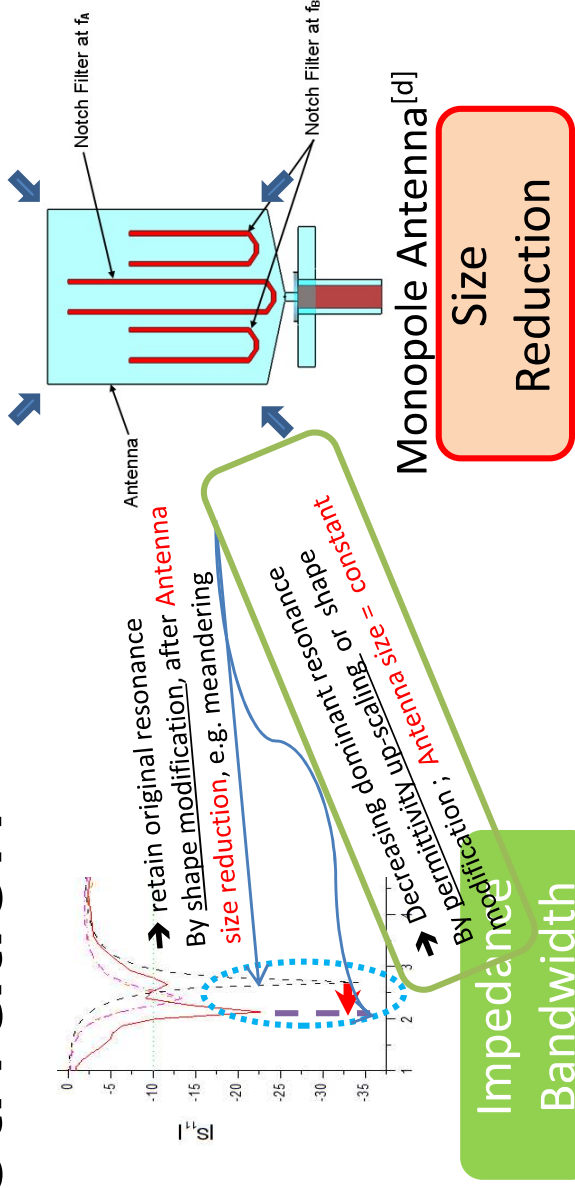 |S₁₁|
0
-5
-10
-15
-20
-25
-30
-35
1
2
3
4
➔ retain original resonance
By shape modification, after Antenna
size reduction, e.g. meandering
➔ Decreasing dominant resonance
By permittivity up-scaling or shape
modification ; Antenna size = constant
Antenna
Notch Filter at fA
Notch Filter at fB
Monopole Antenna[d]
Impedance
Bandwidth
Size
Reduction